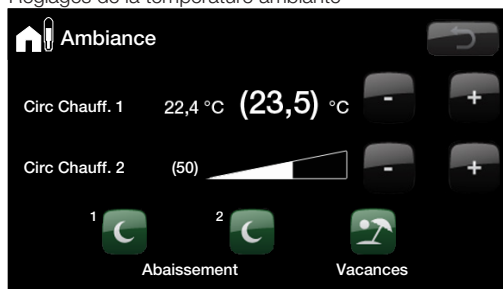 Réglages de la température ambiante
Ambiance
Circ Chauff. 1 22,4 °C (23,5) °C - +
Circ Chauff. 2 (50) - +
1 2
Abaissement Vacances